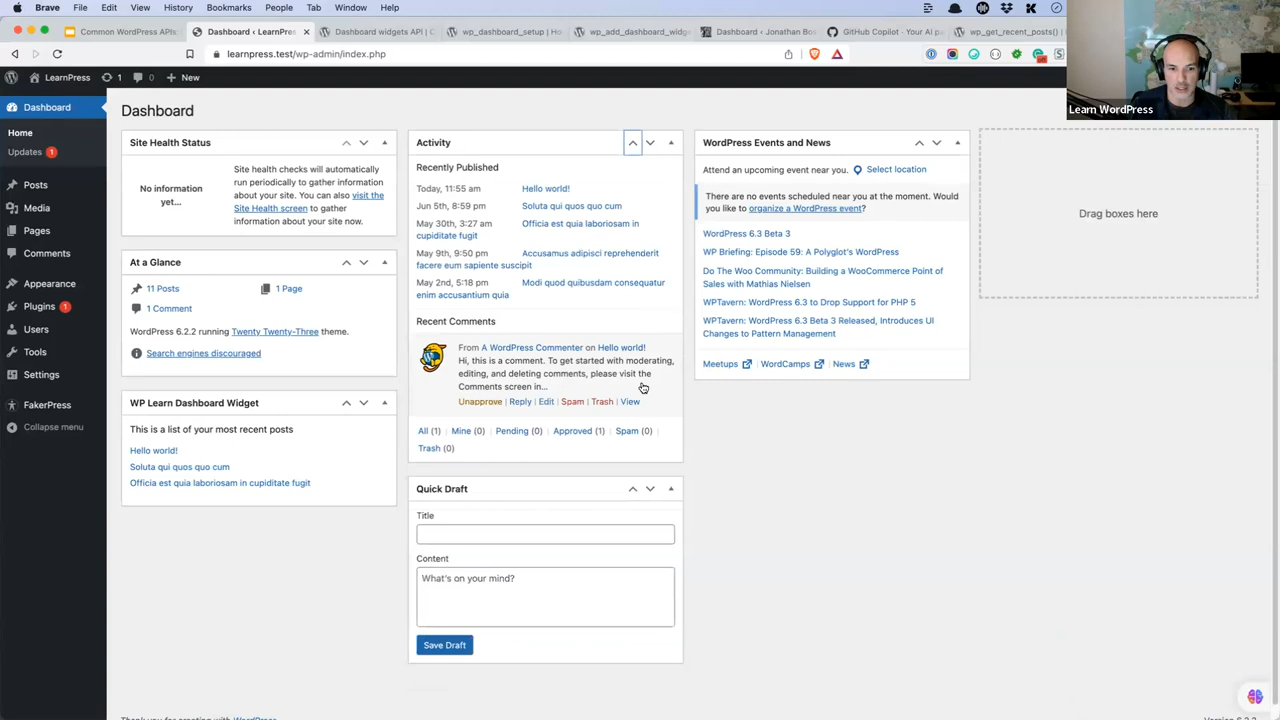 Brave File Edit View History Bookmarks People Tab Window Help
Common WordPress APIs:
Dashboard ‹ LearnPress
Dashboard widgets API | 
wp_dashboard_setup | Ho
wp_add_dashboard_widge
Dashboard ‹ Jonathan Bos
GitHub Copilot · Your AI pa
wp_get_recent_posts() |
learnpress.test/wp-admin/index.php
LearnPress 1 0 New
Learn WordPress
Dashboard
Home
Updates 1
Posts
Media
Pages
Comments
Appearance
Plugins 1
Users
Tools
Settings
FakerPress
Collapse menu
Dashboard
Site Health Status
No information
yet...
Site health checks will automatically
run periodically to gather information
about your site. You can also visit the
Site Health screen to gather
information about your site now.
At a Glance
11 Posts
1 Page
1 Comment
WordPress 6.2.2 running Twenty Twenty-Three theme.
Search engines discouraged
WP Learn Dashboard Widget
This is a list of your most recent posts
Hello world!
Soluta qui quos quo cum
Officia est quia laboriosam in cupiditate fugit
Activity
Recently Published
Today, 11:55 am Hello world!
Jun 5th, 8:59 pm Soluta qui quos quo cum
May 30th, 3:27 am Officia est quia laboriosam in
cupiditate fugit
May 9th, 9:50 pm Accusamus adipisci reprehenderit
facere eum sapiente suscipit
May 2nd, 5:18 pm Modi quod quibusdam consequatur
enim accusantium quia
Recent Comments
From A WordPress Commenter on Hello world!
Hi, this is a comment. To get started with moderating,
editing, and deleting comments, please visit the
Comments screen in...
Unapprove | Reply | Edit | Spam | Trash | View
All (1) | Mine (0) | Pending (0) | Approved (1) | Spam (0) |
Trash (0)
Quick Draft
Title
Content
What's on your mind?
Save Draft
WordPress Events and News
Attend an upcoming event near you. Select location
There are no events scheduled near you at the moment. Would
you like to organize a WordPress event?
WordPress 6.3 Beta 3
WP Briefing: Episode 59: A Polyglot's WordPress
Do The Woo Community: Building a WooCommerce Point of
Sales with Mathias Nielsen
WPTavern: WordPress 6.3 to Drop Support for PHP 5
WPTavern: WordPress 6.3 Beta 3 Released, Introduces UI
Changes to Pattern Management
Meetups | WordCamps | News
Drag boxes here
Thank you for creating with WordPress